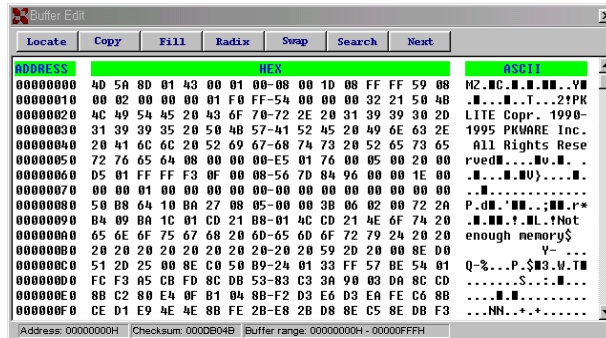 Buffer Edit
Locate Copy Fill Radix Swap Search Next
ADDRESS HEX ASCII
00000000 4D 5A 8D 01 43 00 01 00-08 00 1D 08 FF FF 59 08 MZ.■C.■.■.■■..Y■
00000010 00 02 00 00 00 01 F0 FF-54 00 00 00 32 21 50 4B .■...■..T...2!PK
00000020 4C 49 54 45 20 43 6F 70-72 2E 20 31 39 39 30 2D LITE Copr. 1990-
00000030 31 39 39 35 20 50 4B 57-41 52 45 20 49 6E 63 2E 1995 PKWARE Inc.
00000040 20 41 6C 6C 20 52 69 67-68 74 73 20 52 65 73 65 All Rights Rese
00000050 72 76 65 64 08 00 00 00-E5 01 76 00 05 00 20 00 rved■....■v.■. .
00000060 D5 01 FF FF F3 0F 00 08-56 7D 84 96 00 00 1E 00 .■...■.■V}....■.
00000070 00 00 01 00 00 00 00 00-00 00 00 00 00 00 00 00 ..■.............
00000080 50 B8 64 10 BA 27 08 05-00 00 3B 06 02 00 72 2A P.d■.'■■..;■■.r*
00000090 B4 09 BA 1C 01 CD 21 B8-01 4C CD 21 4E 6F 74 20 .■.■■.!.■L.!Not
000000A0 65 6E 6F 75 67 68 20 6D-65 6D 6F 72 79 24 20 20 enough memory$
000000B0 20 20 20 20 20 20 20 20-20 20 59 2D 20 00 8E D0 Y- ...
000000C0 51 2D 25 00 8E C0 50 B9-24 01 33 FF 57 BE 54 01 Q-%...P.$■3.W.T■
000000D0 FC F3 A5 CB FD 8C DB 53-83 C3 3A 90 03 DA 8C CD .......S..:.■...
000000E0 8B C2 80 E4 0F B1 04 8B-F2 D3 E6 D3 EA FE C6 8B ....■.■.........
000000F0 CE D1 E9 4E 4E 8B FE 2B-E8 2B D8 8E C5 8E DB F3 ...NN..+.+......
Address: 00000000H Checksum: 000DB04B Buffer range: 00000000H - 00000FFFH